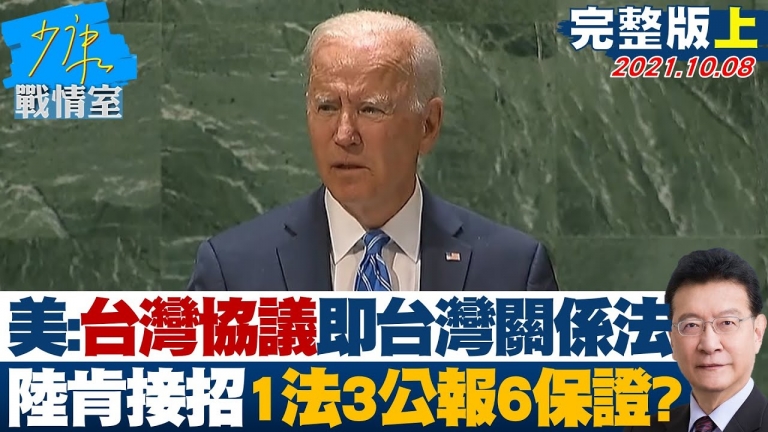 少康
戰情室
完整版上
2021.10.08
美:台灣協議即台灣關係法
陸肯接招1法3公報6保證?